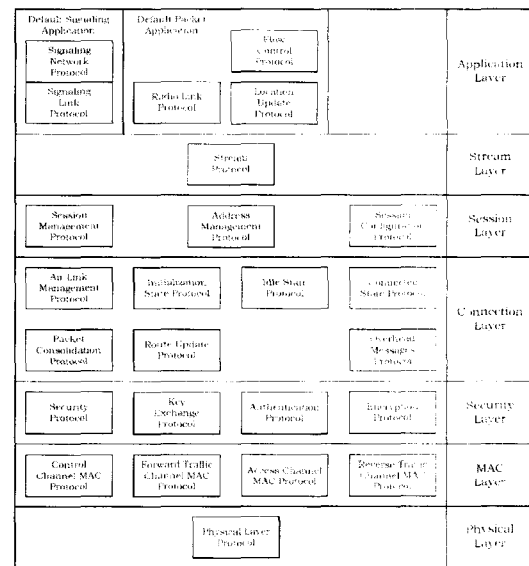 Default Signaling
Application
Default Packet
Application
Signaling
Network
Protocol
Flow
Control
Protocol
Application
Layer
Signaling
Link
Protocol
Radio Link
Protocol
Location
Update
Protocol
Stream
Protocol
Stream
Layer
Session
Management
Protocol
Address
Management
Protocol
Session
Configuration
Protocol
Session
Layer
Air Link
Management
Protocol
Initialization
State Protocol
Idle State
Protocol
Connected
State Protocol
Connection
Layer
Packet
Consolidation
Protocol
Route Update
Protocol
Overhead
Messages
Protocol
Security
Protocol
Key
Exchange
Protocol
Authentication
Protocol
Encryption
Protocol
Security
Layer
Control
Channel MAC
Protocol
Forward Traffic
Channel MAC
Protocol
Access Channel
MAC Protocol
Reverse Traffic
Channel MAC
Protocol
MAC
Layer
Physical Layer
Protocol
Physical
Layer